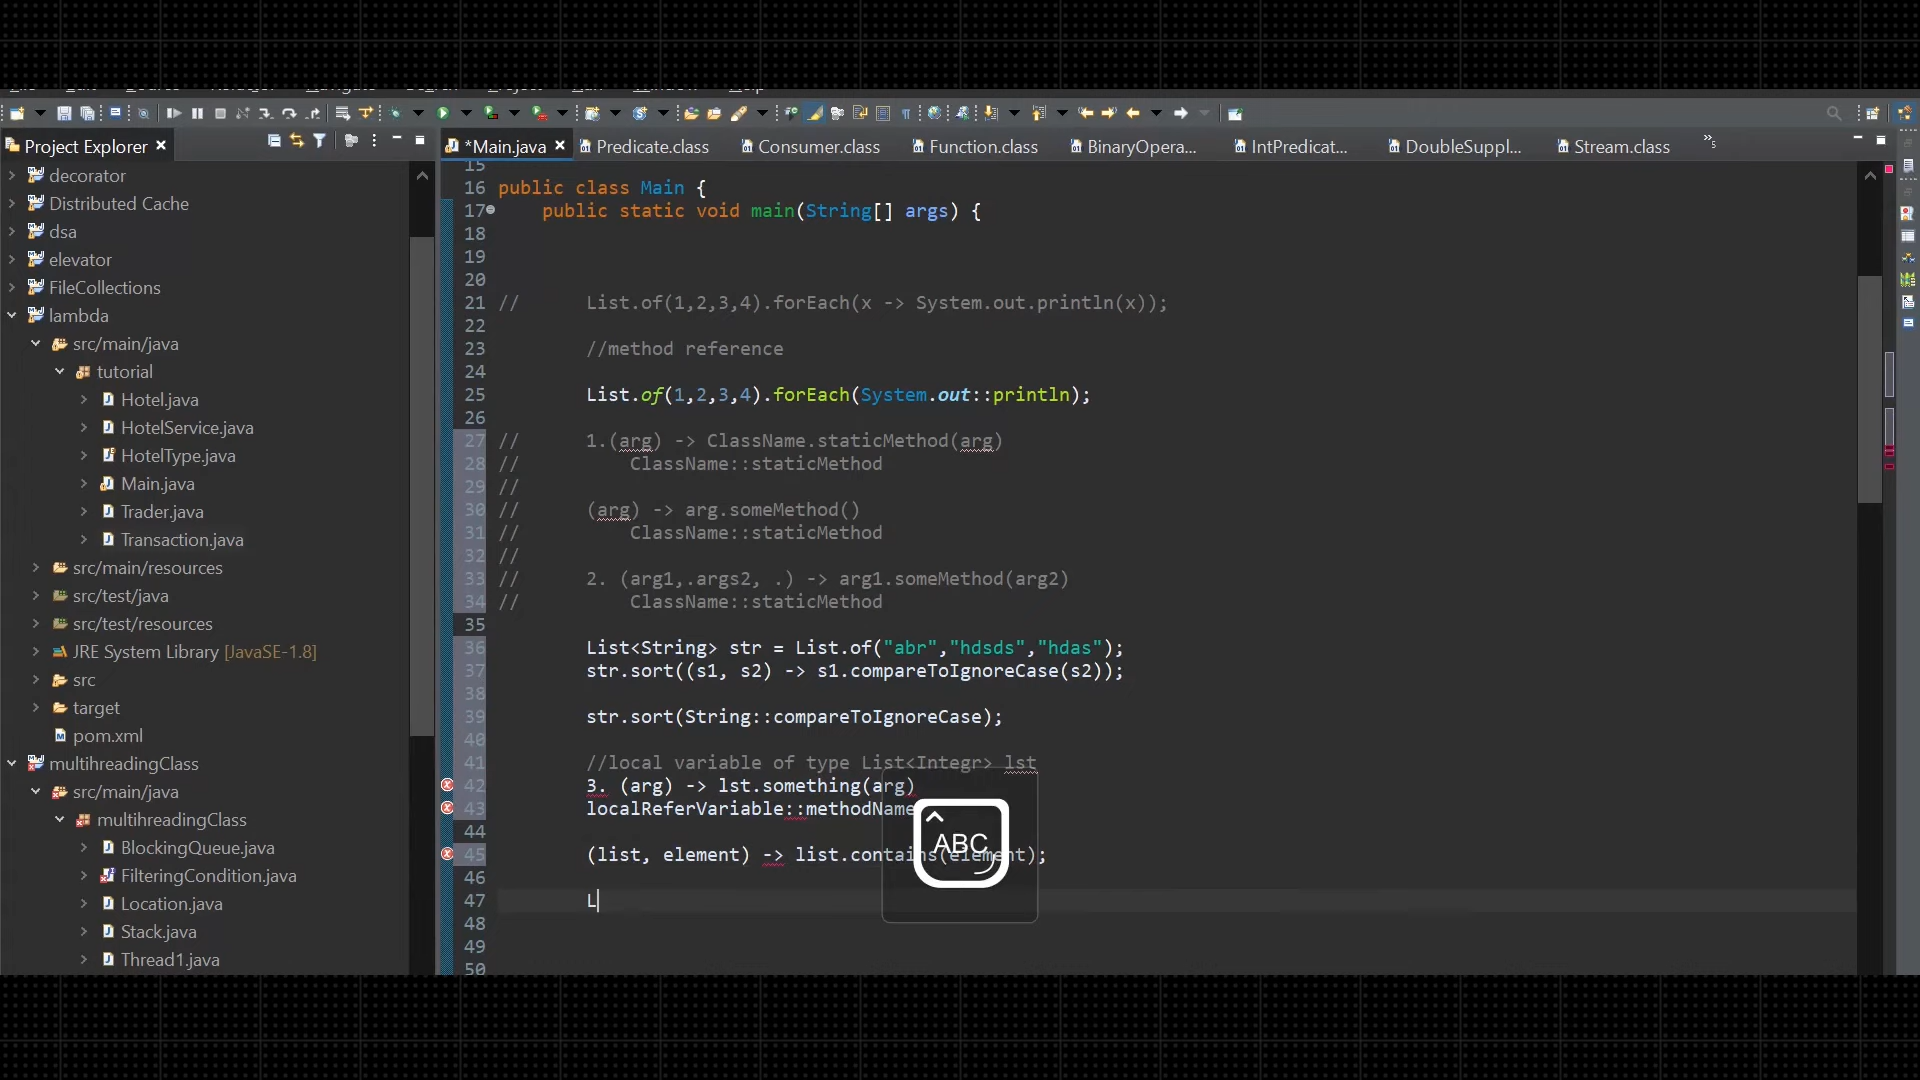 Project Explorer
*Main.java
Predicate.class
Consumer.class
Function.class
BinaryOpera...
IntPredicat...
DoubleSuppl...
Stream.class
5
decorator
Distributed Cache
dsa
elevator
FileCollections
lambda
src/main/java
tutorial
Hotel.java
HotelService.java
HotelType.java
Main.java
Trader.java
Transaction.java
src/main/resources
src/test/java
src/test/resources
JRE System Library [JavaSE-1.8]
src
target
pom.xml
multihreadingClass
src/main/java
multihreadingClass
BlockingQueue.java
FilteringCondition.java
Location.java
Stack.java
Thread1.java
15
16 public class Main {
17 public static void main(String[] args) {
18
19
20
21 // List.of(1,2,3,4).forEach(x -> System.out.println(x));
22
23 //method reference
24
25 List.of(1,2,3,4).forEach(System.out::println);
26
27 // 1.(arg) -> ClassName.staticMethod(arg)
28 // ClassName::staticMethod
29 //
30 // (arg) -> arg.someMethod()
31 // ClassName::staticMethod
32 //
33 // 2. (arg1,.args2, .) -> arg1.someMethod(arg2)
34 // ClassName::staticMethod
35
36 List<String> str = List.of("abr","hdsds","hdas");
37 str.sort((s1, s2) -> s1.compareToIgnoreCase(s2));
38
39 str.sort(String::compareToIgnoreCase);
40
41 //local variable of type List<Integr> lst
42 3. (arg) -> lst.something(arg)
43 localReferVariable::methodName
44
45 (list, element) -> list.contains(element);
46
47 L
48
49
50
ABC